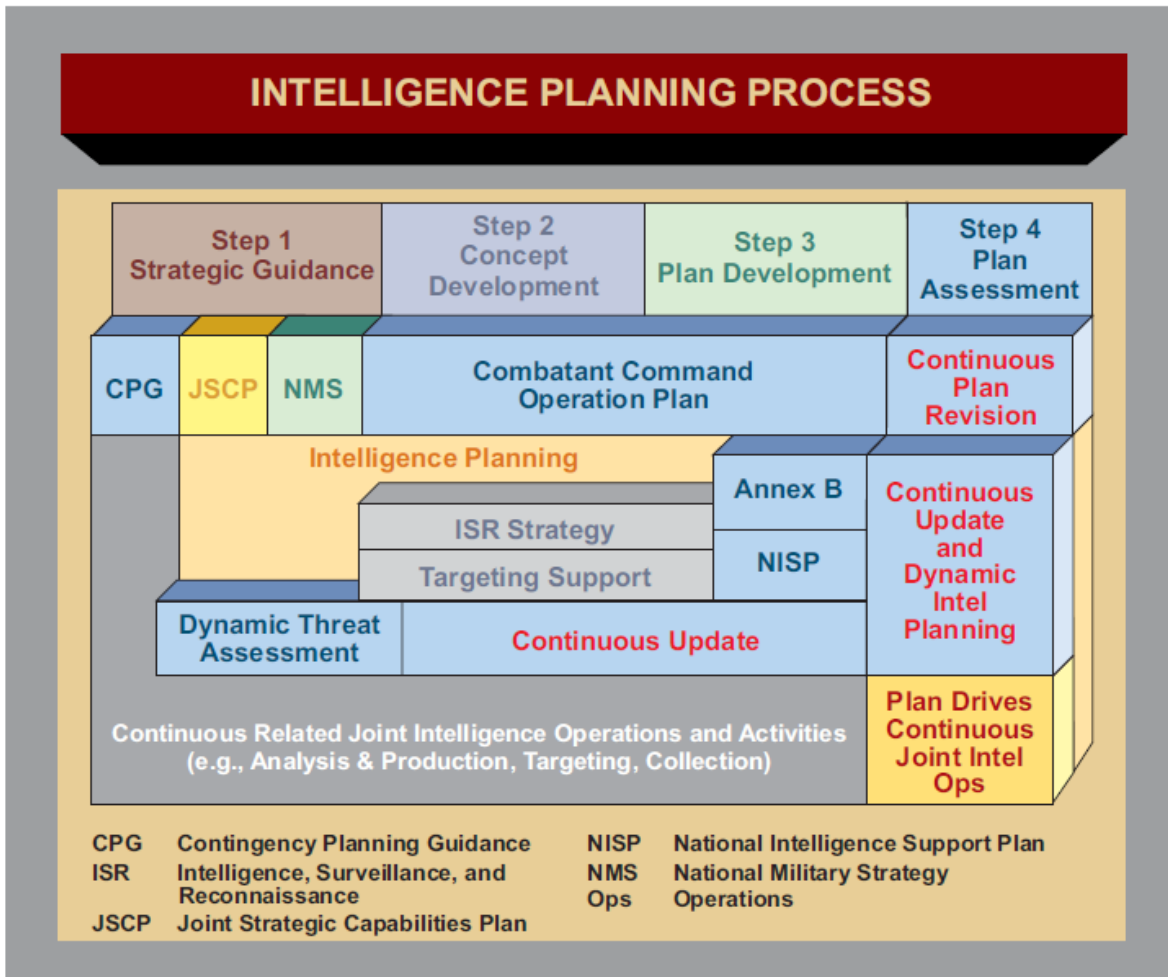 INTELLIGENCE PLANNING PROCESS
Step 1
Strategic Guidance
Step 2
Concept
Development
Step 3
Plan Development
Step 4
Plan
Assessment
CPG
JSCP
NMS
Combatant Command
Operation Plan
Continuous
Plan
Revision
Intelligence Planning
ISR Strategy
Targeting Support
Annex B
NISP
Continuous
Update
and
Dynamic
Intel
Planning
Dynamic Threat
Assessment
Continuous Update
Continuous Related Joint Intelligence Operations and Activities
(e.g., Analysis & Production, Targeting, Collection)
Plan Drives
Continuous
Joint Intel
Ops
CPG Contingency Planning Guidance
ISR Intelligence, Surveillance, and
Reconnaissance
JSCP Joint Strategic Capabilities Plan
NISP National Intelligence Support Plan
NMS National Military Strategy
Ops Operations